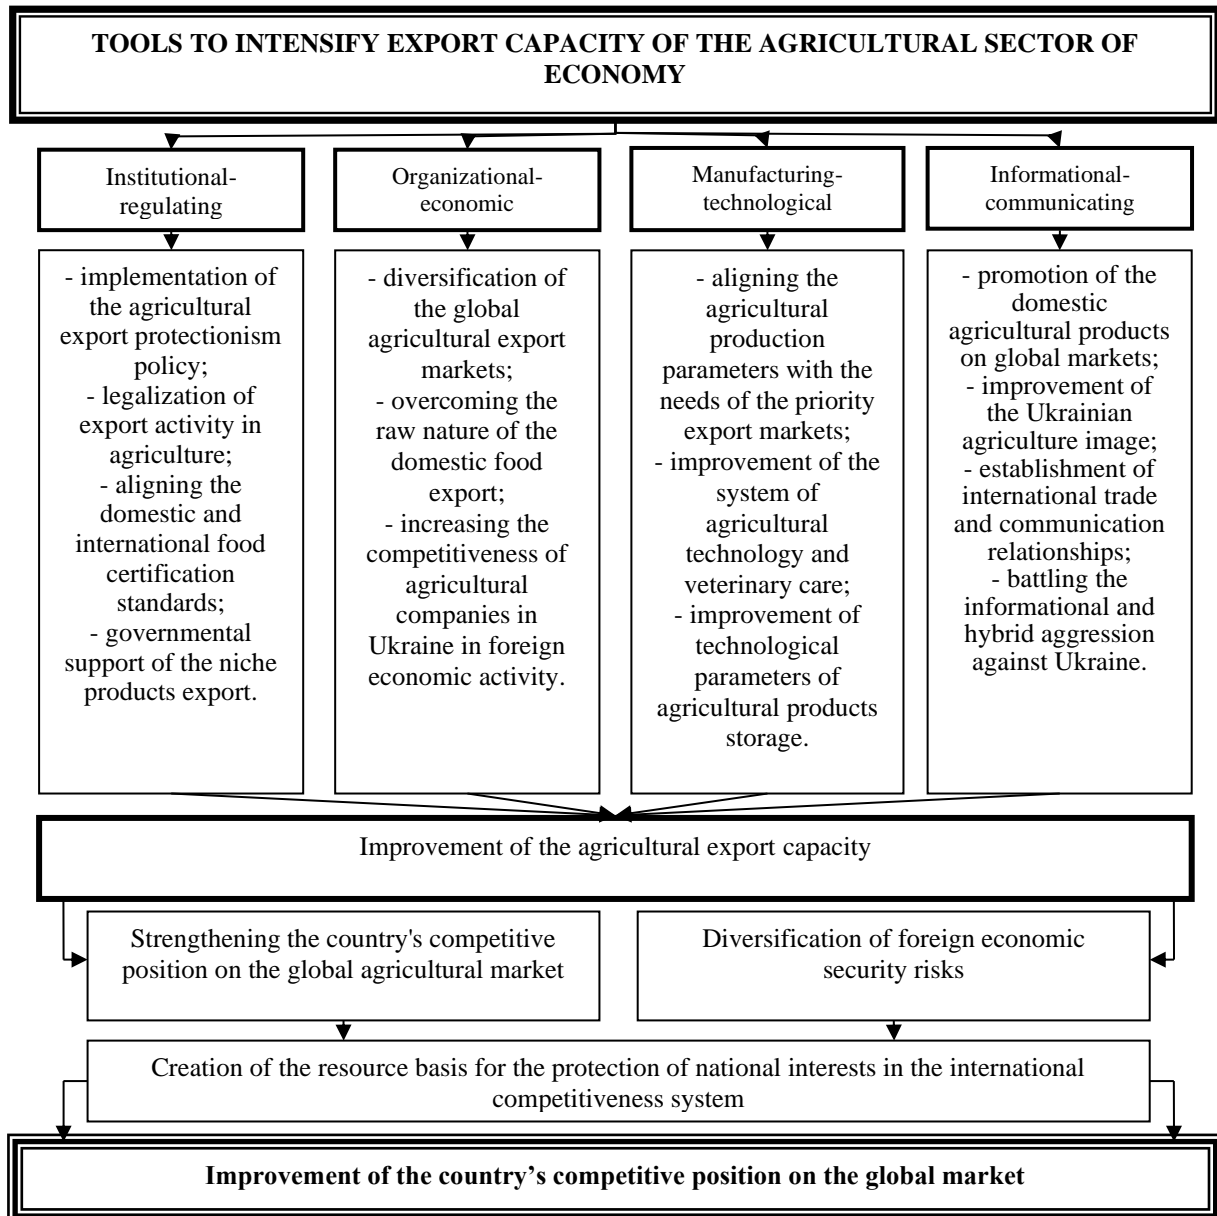 TOOLS TO INTENSIFY EXPORT CAPACITY OF THE AGRICULTURAL SECTOR OF
ECONOMY
Institutional-
regulating
Organizational-
economic
Manufacturing-
technological
Informational-
communicating
- implementation of
the agricultural
export protectionism
policy;
- legalization of
export activity in
agriculture;
- aligning the
domestic and
international food
certification
standards;
- governmental
support of the niche
products export.
- diversification of
the global
agricultural export
markets;
- overcoming the
raw nature of the
domestic food
export;
- increasing the
competitiveness of
agricultural
companies in
Ukraine in foreign
economic activity.
- aligning the
agricultural
production
parameters with the
needs of the priority
export markets;
- improvement of the
system of
agricultural
technology and
veterinary care;
- improvement of
technological
parameters of
agricultural products
storage.
- promotion of the
domestic
agricultural products
on global markets;
- improvement of
the Ukrainian
agriculture image;
- establishment of
international trade
and communication
relationships;
- battling the
informational and
hybrid aggression
against Ukraine.
Improvement of the agricultural export capacity
Strengthening the country's competitive
position on the global agricultural market
Diversification of foreign economic
security risks
Creation of the resource basis for the protection of national interests in the international
competitiveness system
Improvement of the country’s competitive position on the global market